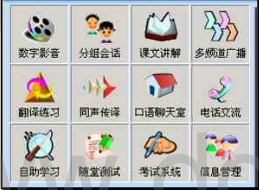 数字影音 分组会话 课文讲解 多频道广播
翻译练习 同声传译 口语聊天室 电话交流
自助学习 随堂测试 考试系统 信息管理